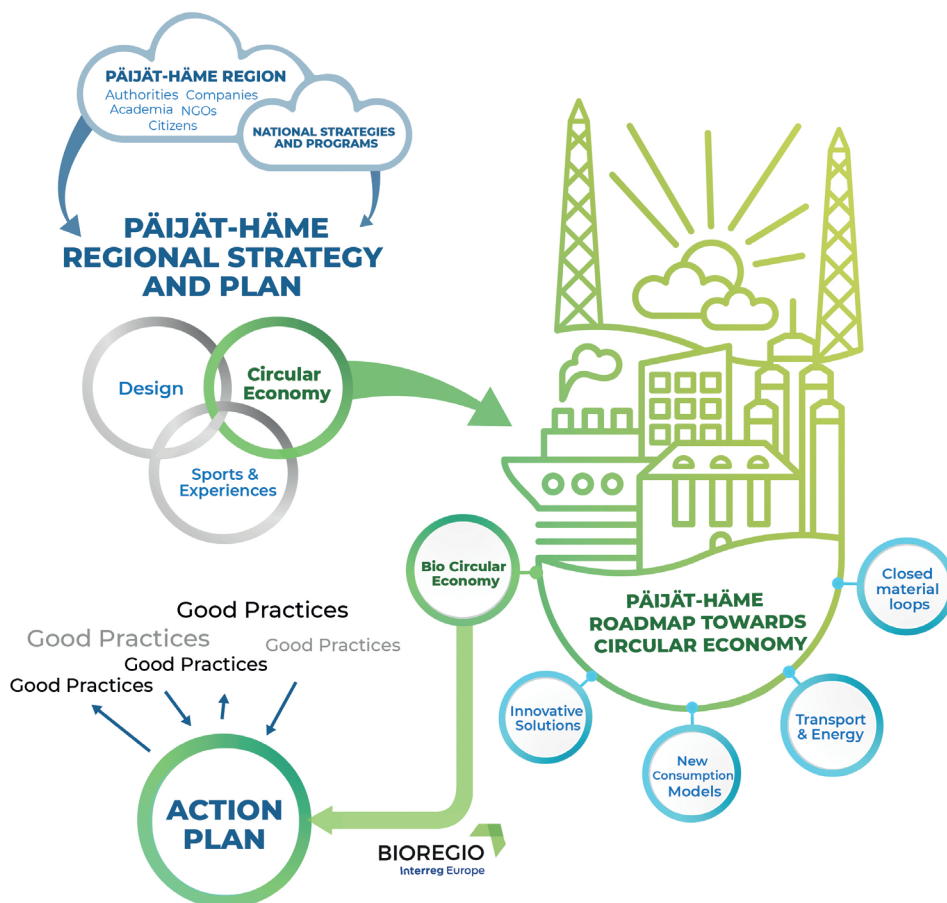 PÄIJÄT-HÄME REGION
Authorities Companies
Academia NGOs
Citizens
NATIONAL STRATEGIES
AND PROGRAMS
PÄIJÄT-HÄME
REGIONAL STRATEGY
AND PLAN
Design
Circular
Economy
Sports &
Experiences
Bio Circular
Economy
PÄIJÄT-HÄME
ROADMAP TOWARDS
CIRCULAR ECONOMY
Closed
material
loops
Innovative
Solutions
New
Consumption
Models
Transport
& Energy
Good Practices
Good Practices
Good Practices
Good Practices
Good Practices
ACTION
PLAN
BIOREGIO
Interreg Europe